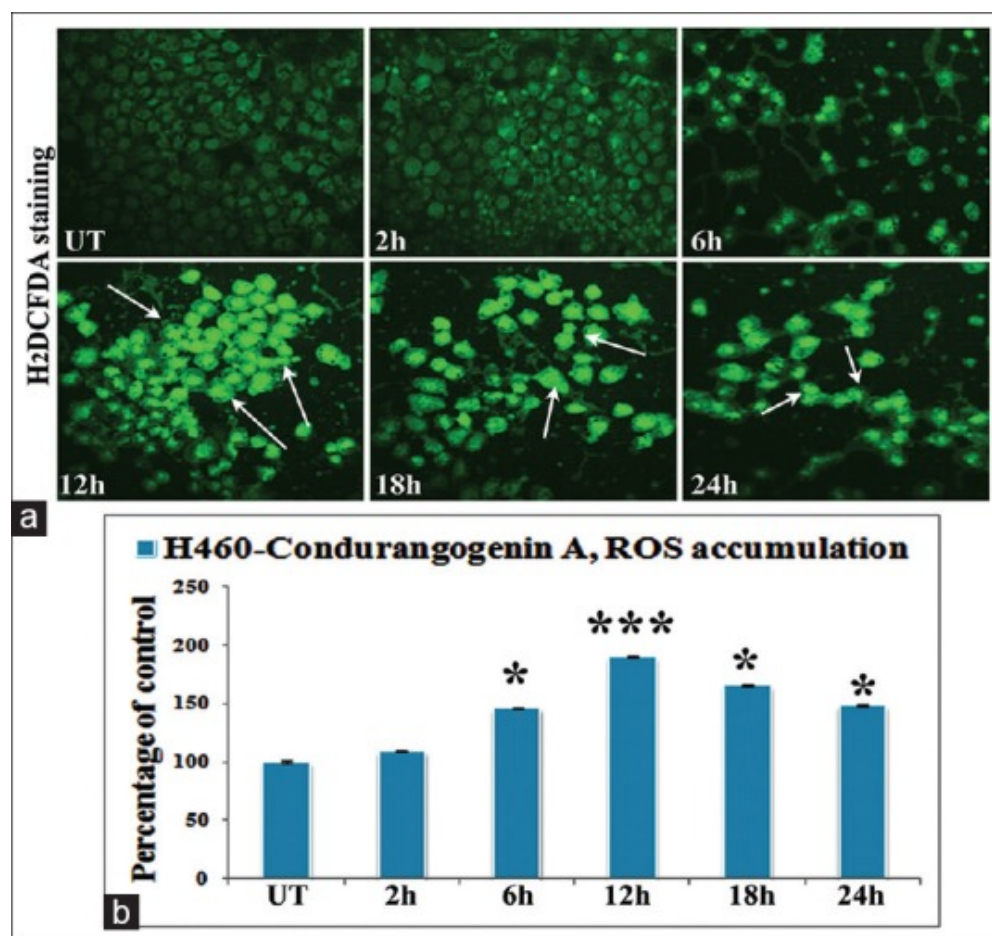 H2DCFDA staining
UT
2h
6h
12h
18h
24h
a
H460-Condurangogenin A, ROS accumulation
Percentage of control
250
200
150
100
50
0
*
***
*
*
UT
2h
6h
12h
18h
24h
b